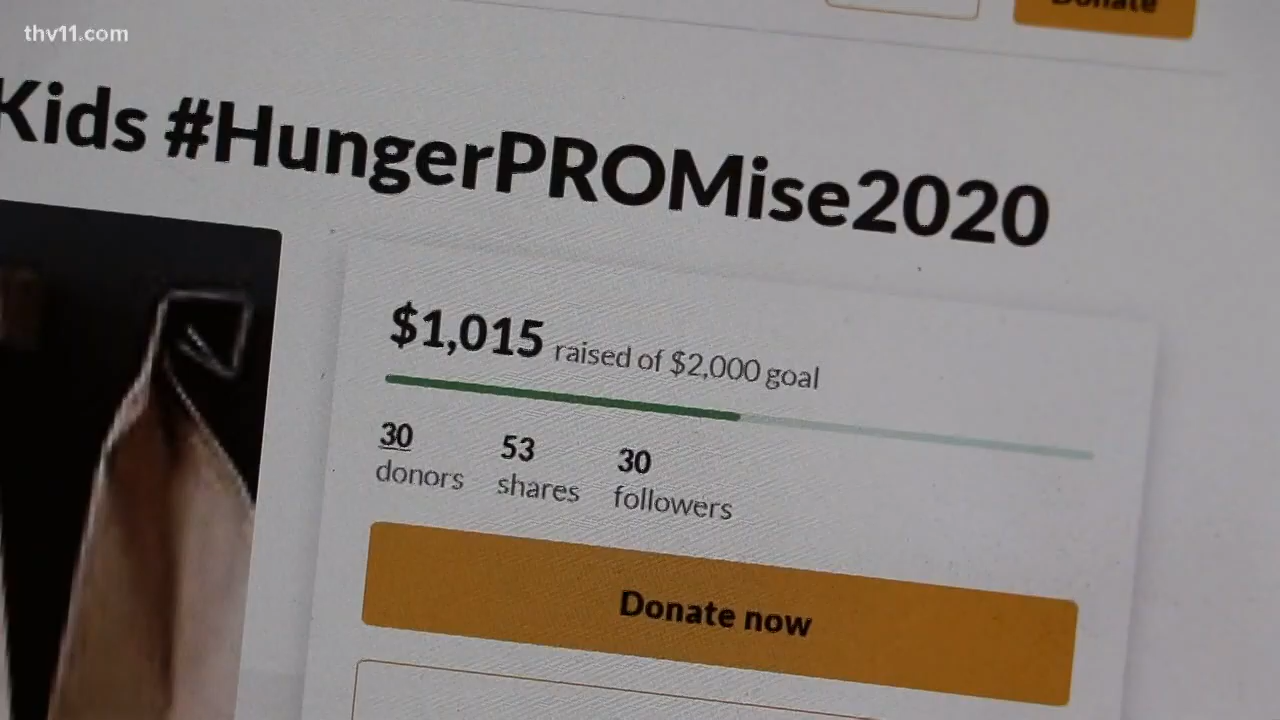 thv11.com
Donate
Kids #HungerPROMise2020
$1,015 raised of $2,000 goal
30
donors
53
shares
30
followers
Donate now